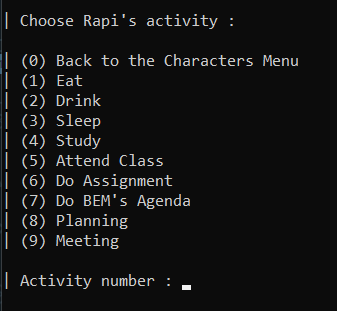 | Choose Rapi's activity :
|
| (0) Back to the Characters Menu
| (1) Eat
| (2) Drink
| (3) Sleep
| (4) Study
| (5) Attend Class
| (6) Do Assignment
| (7) Do BEM's Agenda
| (8) Planning
| (9) Meeting
|
| Activity number : _